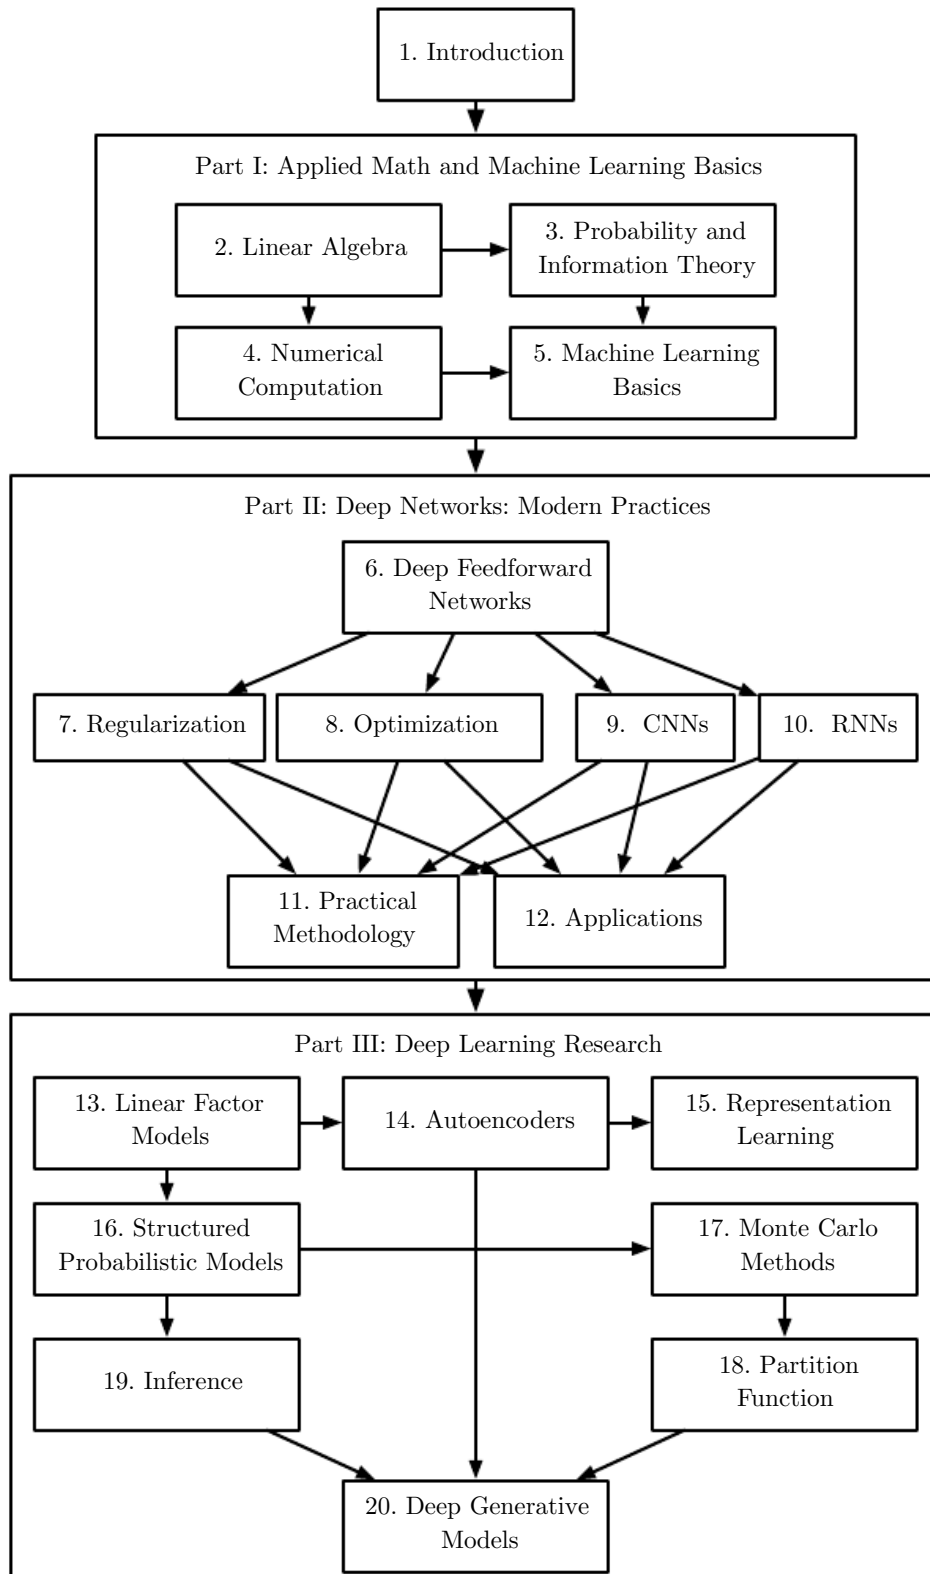 1. Introduction
Part I: Applied Math and Machine Learning Basics
2. Linear Algebra
3. Probability and
Information Theory
4. Numerical
Computation
5. Machine Learning
Basics
Part II: Deep Networks: Modern Practices
6. Deep Feedforward
Networks
7. Regularization
8. Optimization
9. CNNs
10. RNNs
11. Practical
Methodology
12. Applications
Part III: Deep Learning Research
13. Linear Factor
Models
14. Autoencoders
15. Representation
Learning
16. Structured
Probabilistic Models
17. Monte Carlo
Methods
19. Inference
18. Partition
Function
20. Deep Generative
Models